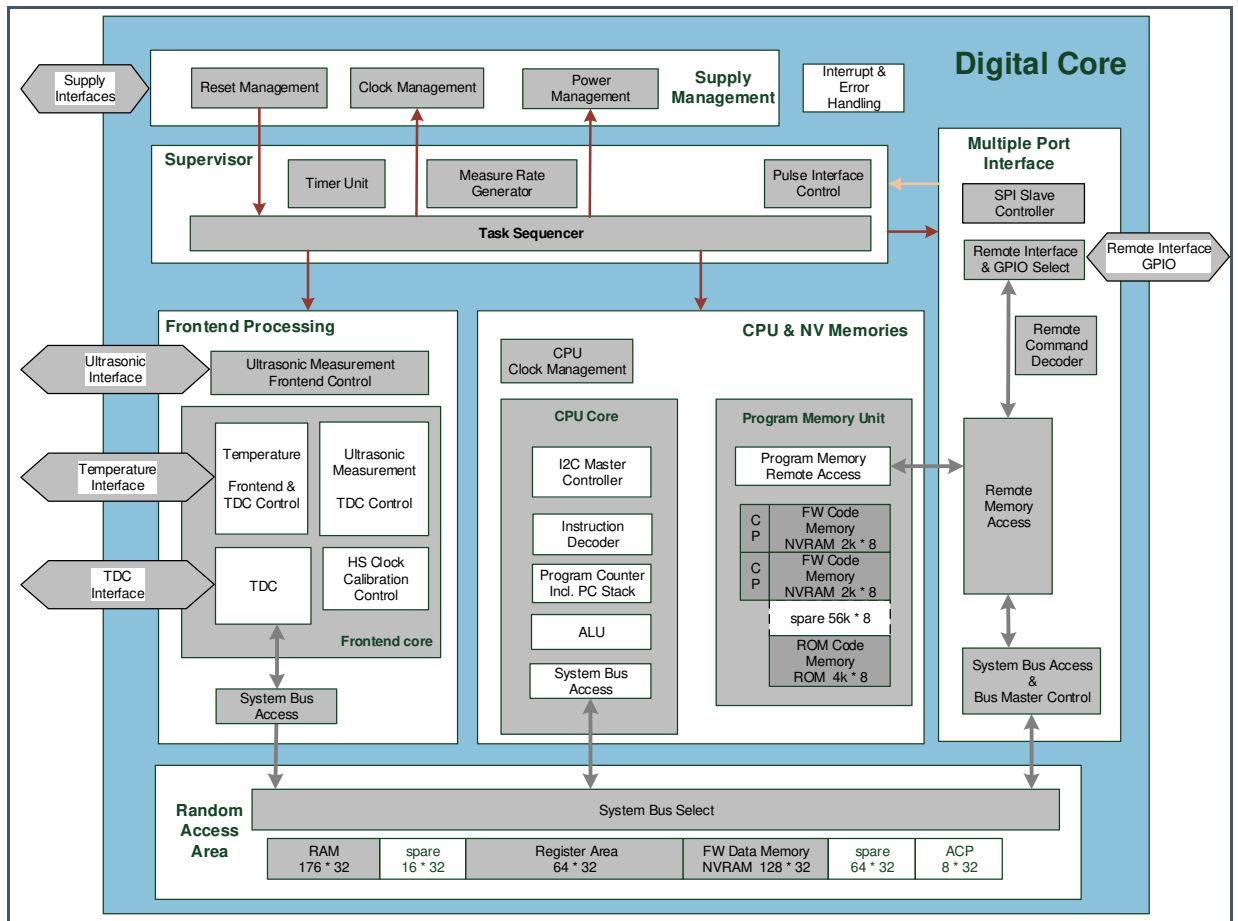 Digital Core
Supply
Interfaces
Reset Management
Clock Management
Power
Management
Supply
Management
Interrupt &
Error
Handling
Supervisor
Timer Unit
Measure Rate
Generator
Pulse Interface
Control
Task Sequencer
Multiple Port
Interface
SPI Slave
Controller
Remote Interface
& GPIO Select
Remote Interface
GPIO
Remote
Command
Decoder
Remote
Memory
Access
System Bus Access
&
Bus Master Control
Frontend Processing
Ultrasonic
Interface
Ultrasonic Measurement
Frontend Control
Temperature
Interface
Temperature
Frontend &
TDC Control
Ultrasonic
Measurement
TDC Control
TDC
Interface
TDC
HS Clock
Calibration
Control
Frontend core
System Bus
Access
CPU & NV Memories
CPU
Clock Management
CPU Core
I2C Master
Controller
Instruction
Decoder
Program Counter
Incl. PC Stack
ALU
System Bus
Access
Program Memory Unit
Program Memory
Remote Access
C
P
FW Code
Memory
NVRAM 2k * 8
C
P
FW Code
Memory
NVRAM 2k * 8
spare 56k * 8
ROM Code
Memory
ROM 4k * 8
Random
Access
Area
System Bus Select
RAM
176 * 32
spare
16 * 32
Register Area
64 * 32
FW Data Memory
NVRAM 128 * 32
spare
64 * 32
ACP
8 * 32